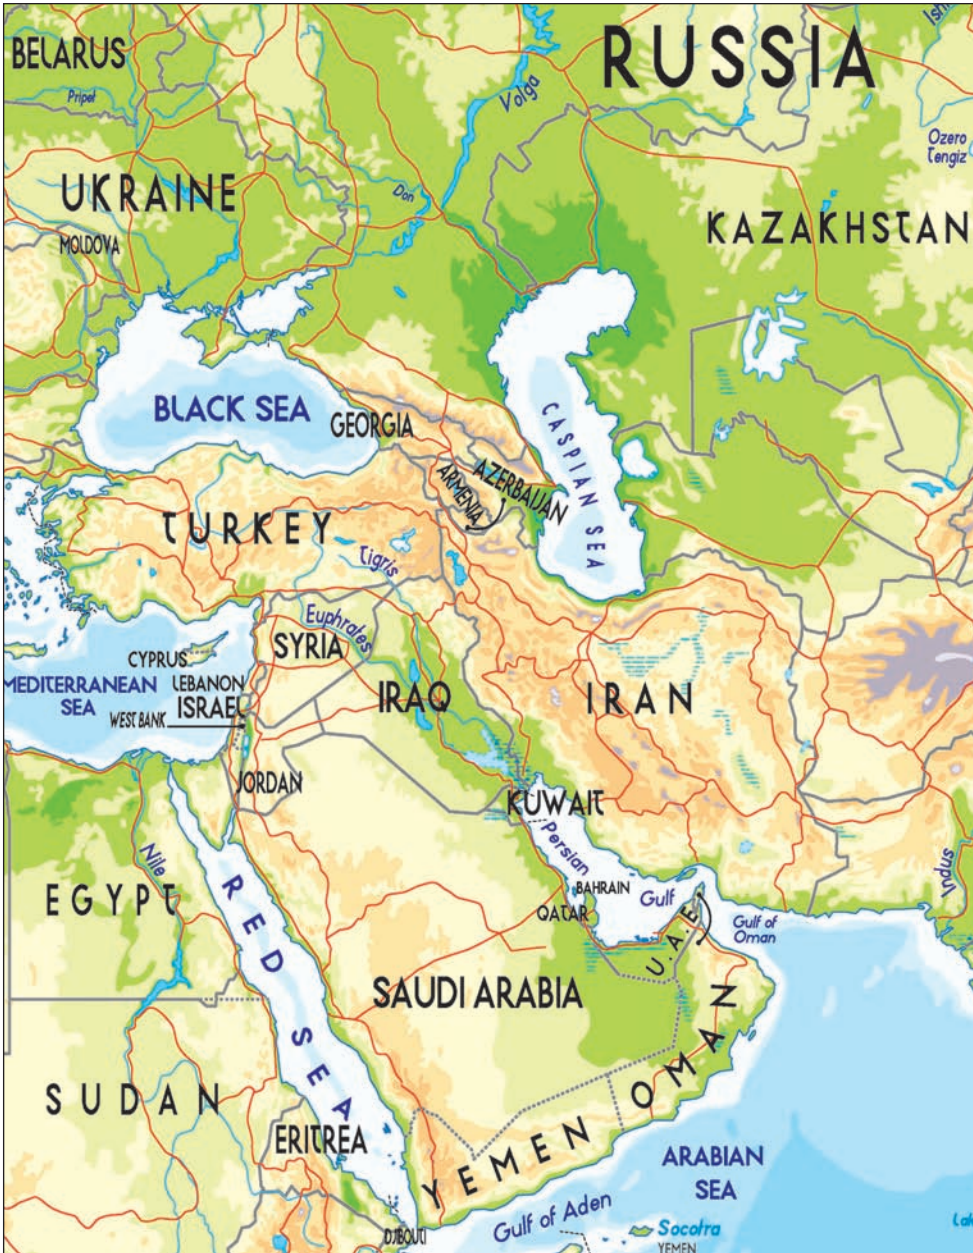 BELARUS
RUSSIA
Pripet
Volga
Ozero
Tengiz
UKRAINE
Don
KAZAKHSTAN
MOLDOVA
BLACK SEA
GEORGIA
CASPIAN SEA
ARMENIA
AZERBAIJAN
TURKEY
Tigris
Euphrates
SYRIA
CYPRUS
MEDITERRANEAN
SEA
LEBANON
ISRAEL
WEST BANK
IRAQ
IRAN
JORDAN
KUWAIT
Persian
Gulf
Nile
EGYPT
RED SEA
BAHRAIN
QATAR
U.A.E.
Gulf of
Oman
Indus
SAUDI ARABIA
OMAN
SUDAN
ERITREA
YEMEN
ARABIAN
SEA
Gulf of Aden
DJIBOUTI
Socotra
YEMEN